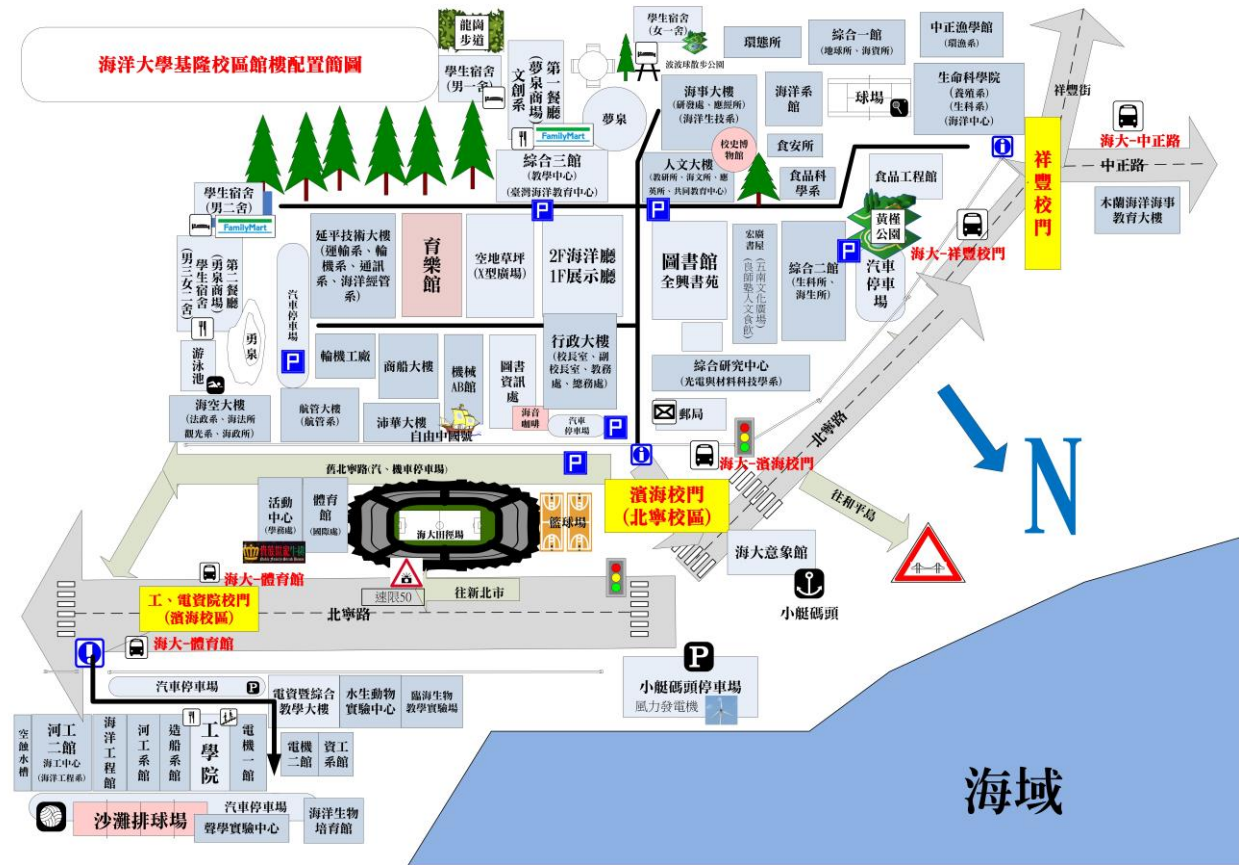 海洋大學基隆校區館樓配置簡圖
龍崗
步道
學生宿舍
(男一舍)
第一餐廳
(夢泉商場)
文創系
FamilyMart
夢泉
學生宿舍
(女一舍)
波波球散步公園
環態所
綜合一館
(地球所、海資所)
中正漁學館
(環漁系)
海事大樓
(研發處、應經所)
(海洋生技系)
海洋系
館
球場
生命科學院
(養殖系)
(生科系)
(海洋中心)
祥豐街
海大-中正路
中正路
祥豐校門
木蘭海洋海事
教育大樓
綜合三館
(教學中心)
(臺灣海洋教育中心)
人文大樓
(教研所、海文所、應
英所、共同教育中心)
校史博
物館
食安所
食品科
學系
食品工程館
黃槿
公園
海大-祥豐校門
汽車
停車
場
學生宿舍
(男二舍)
FamilyMart
第二餐廳
(勇泉商場)
學生宿舍
(男三女二舍)
勇泉
游泳池
汽車停車場
延平技術大樓
(運輸系、輪
機系、通訊
系、海洋經管
系)
育樂館
空地草坪
(X型廣場)
2F海洋廳
1F展示廳
圖書館
全興書苑
宏廣
書屋
(五南文化廣場)
(良師塾人文食飲)
綜合二館
(生科所、
海生所)
輪機工廠
商船大樓
機械
AB館
圖書
資訊
處
行政大樓
(校長室、副
校長室、教務
處、總務處)
綜合研究中心
(光電與材料科技學系)
海空大樓
(法政系、海法所
觀光系、海政所)
航管大樓
(航管系)
沛華大樓
自由中國號
海音
咖啡
汽車
停車場
郵局
海大-濱海校門
北寧路
N
舊北寧路(汽、機車停車場)
濱海校門
(北寧校區)
往和平島
活動
中心
(學務處)
體育
館
(國際處)
海大田徑場
籃球場
海大意象館
小艇碼頭
海大-體育館
速限50
往新北市
工、電資院校門
(濱海校區)
北寧路
海大-體育館
小艇碼頭停車場
風力發電機
汽車停車場
電資暨綜合
教學大樓
水生動物
實驗中心
臨海生物
教學實驗場
空蝕水槽
河工
二館
海工中心
(海洋工程系)
海洋工程館
河工系館
造船系館
工學院
電機一館
電機
二館
資工
系館
沙灘排球場
汽車停車場
聲學實驗中心
海洋生物
培育館
海域